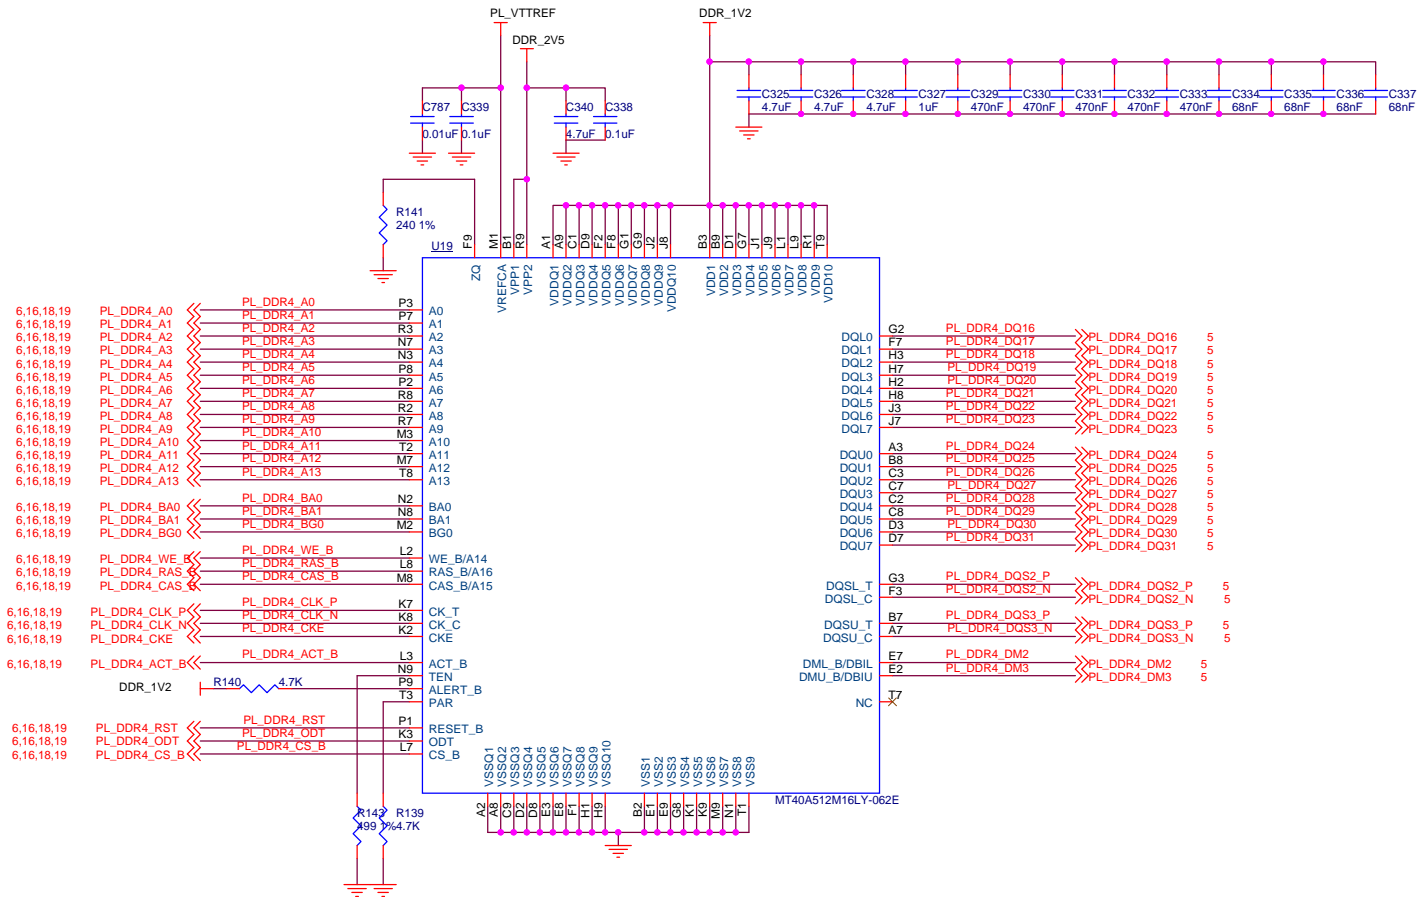 PL_VTTREF
DDR_1V2
DDR_2V5
C787 C339 C340 C338
0.01uF 0.1uF 4.7uF 0.1uF
C325 C326 C328 C327 C329 C330 C331 C332 C333 C334 C335 C336 C337
4.7uF 4.7uF 4.7uF 1uF 470nF 470nF 470nF 470nF 470nF 68nF 68nF 68nF 68nF
R141
240 1%
U19
F9 M1 B1 R9 A1 A9 C1 D9 F2 F8 G1 G9 J2 J8 B3 B9 D1 G7 J1 J9 L1 L9 R1 T9
ZQ VREFCA VPP1 VPP2 VDDQ1 VDDQ2 VDDQ3 VDDQ4 VDDQ5 VDDQ6 VDDQ7 VDDQ8 VDDQ9 VDDQ10 VDD1 VDD2 VDD3 VDD4 VDD5 VDD6 VDD7 VDD8 VDD9 VDD10
6,16,18,19 PL_DDR4_A0 PL_DDR4_A0 P3 A0
6,16,18,19 PL_DDR4_A1 PL_DDR4_A1 P7 A1
6,16,18,19 PL_DDR4_A2 PL_DDR4_A2 R3 A2
6,16,18,19 PL_DDR4_A3 PL_DDR4_A3 N7 A3
6,16,18,19 PL_DDR4_A4 PL_DDR4_A4 N3 A4
6,16,18,19 PL_DDR4_A5 PL_DDR4_A5 P8 A5
6,16,18,19 PL_DDR4_A6 PL_DDR4_A6 P2 A6
6,16,18,19 PL_DDR4_A7 PL_DDR4_A7 R8 A7
6,16,18,19 PL_DDR4_A8 PL_DDR4_A8 R2 A8
6,16,18,19 PL_DDR4_A9 PL_DDR4_A9 R7 A9
6,16,18,19 PL_DDR4_A10 PL_DDR4_A10 M3 A10
6,16,18,19 PL_DDR4_A11 PL_DDR4_A11 T2 A11
6,16,18,19 PL_DDR4_A12 PL_DDR4_A12 M7 A12
6,16,18,19 PL_DDR4_A13 PL_DDR4_A13 T8 A13
6,16,18,19 PL_DDR4_BA0 PL_DDR4_BA0 N2 BA0
6,16,18,19 PL_DDR4_BA1 PL_DDR4_BA1 N8 BA1
6,16,18,19 PL_DDR4_BG0 PL_DDR4_BG0 M2 BG0
6,16,18,19 PL_DDR4_WE_B PL_DDR4_WE_B L2 WE_B/A14
6,16,18,19 PL_DDR4_RAS_B PL_DDR4_RAS_B L8 RAS_B/A16
6,16,18,19 PL_DDR4_CAS_B PL_DDR4_CAS_B M8 CAS_B/A15
6,16,18,19 PL_DDR4_CLK_P PL_DDR4_CLK_P K7 CK_T
6,16,18,19 PL_DDR4_CLK_N PL_DDR4_CLK_N K8 CK_C
6,16,18,19 PL_DDR4_CKE PL_DDR4_CKE K2 CKE
6,16,18,19 PL_DDR4_ACT_B PL_DDR4_ACT_B L3 ACT_B
N9 TEN
DDR_1V2 R140 4.7K P9 ALERT_B
T3 PAR
6,16,18,19 PL_DDR4_RST PL_DDR4_RST P1 RESET_B
6,16,18,19 PL_DDR4_ODT PL_DDR4_ODT K3 ODT
6,16,18,19 PL_DDR4_CS_B PL_DDR4_CS_B L7 CS_B
DQL0 G2 PL_DDR4_DQ16 PL_DDR4_DQ16 5
DQL1 F7 PL_DDR4_DQ17 PL_DDR4_DQ17 5
DQL2 H3 PL_DDR4_DQ18 PL_DDR4_DQ18 5
DQL3 H7 PL_DDR4_DQ19 PL_DDR4_DQ19 5
DQL4 H2 PL_DDR4_DQ20 PL_DDR4_DQ20 5
DQL5 H8 PL_DDR4_DQ21 PL_DDR4_DQ21 5
DQL6 J3 PL_DDR4_DQ22 PL_DDR4_DQ22 5
DQL7 J7 PL_DDR4_DQ23 PL_DDR4_DQ23 5
DQU0 A3 PL_DDR4_DQ24 PL_DDR4_DQ24 5
DQU1 B8 PL_DDR4_DQ25 PL_DDR4_DQ25 5
DQU2 C3 PL_DDR4_DQ26 PL_DDR4_DQ26 5
DQU3 C7 PL_DDR4_DQ27 PL_DDR4_DQ27 5
DQU4 C2 PL_DDR4_DQ28 PL_DDR4_DQ28 5
DQU5 C8 PL_DDR4_DQ29 PL_DDR4_DQ29 5
DQU6 D3 PL_DDR4_DQ30 PL_DDR4_DQ30 5
DQU7 D7 PL_DDR4_DQ31 PL_DDR4_DQ31 5
DQSL_T G3 PL_DDR4_DQS2_P PL_DDR4_DQS2_P 5
DQSL_C F3 PL_DDR4_DQS2_N PL_DDR4_DQS2_N 5
DQSU_T B7 PL_DDR4_DQS3_P PL_DDR4_DQS3_P 5
DQSU_C A7 PL_DDR4_DQS3_N PL_DDR4_DQS3_N 5
DML_B/DBIL E7 PL_DDR4_DM2 PL_DDR4_DM2 5
DMU_B/DBIU E2 PL_DDR4_DM3 PL_DDR4_DM3 5
NC T7
VSSQ1 VSSQ2 VSSQ3 VSSQ4 VSSQ5 VSSQ6 VSSQ7 VSSQ8 VSSQ9 VSSQ10 VSS1 VSS2 VSS3 VSS4 VSS5 VSS6 VSS7 VSS8 VSS9
A2 A8 C9 D2 D8 E3 E8 F1 H1 H9 B2 E1 E9 G8 K1 K9 M9 N1 T1
MT40A512M16LY-062E
R143 R139
499 1% 4.7K